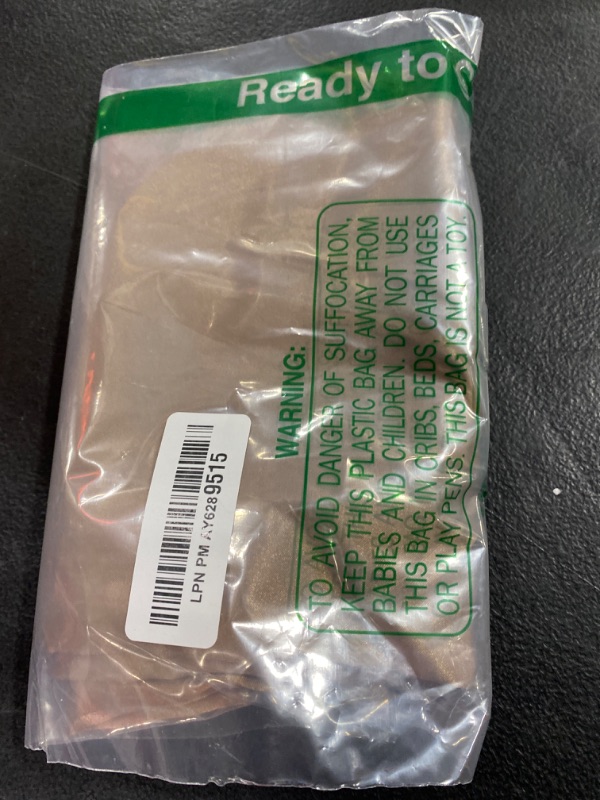 Ready to
WARNING:
TO AVOID DANGER OF SUFFOCATION,
KEEP THIS PLASTIC BAG AWAY FROM
BABIES AND CHILDREN. DO NOT USE
THIS BAG IN CRIBS, BEDS, CARRIAGES
OR PLAY PENS. THIS BAG IS NOT A TOY.
LPN PM AY6289515